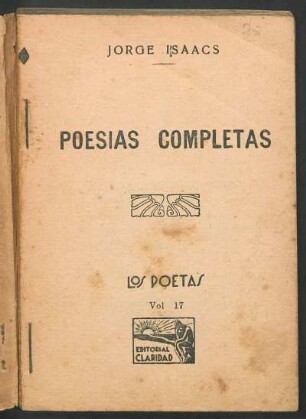 JORGE ISAACS
POESIAS COMPLETAS
LOS POETAS
Vol 17
EDITORIAL
CLARIDAD